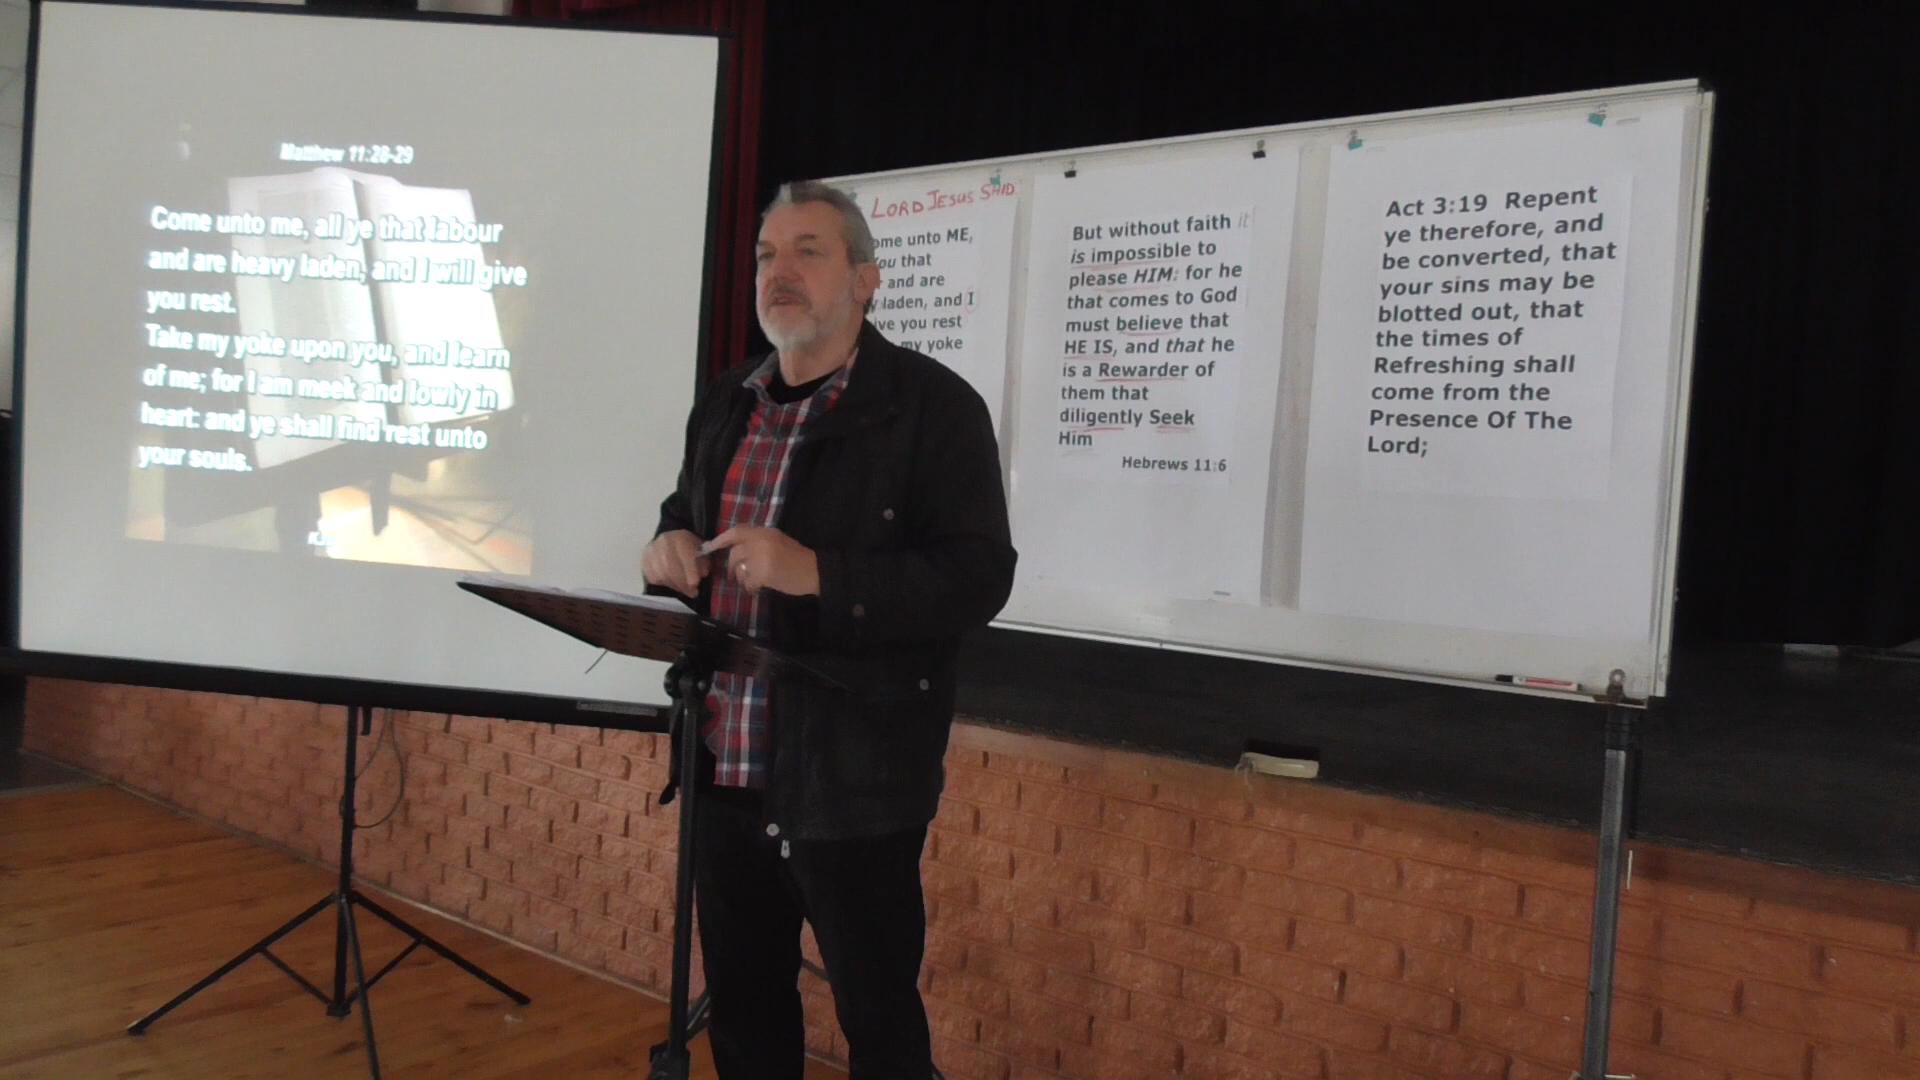 Matthew 11:28-29
Come unto me, all ye that labour
and are heavy laden, and I will give
you rest.
Take my yoke upon you, and learn
of me; for I am meek and lowly in
heart: and ye shall find rest unto
your souls.
LORD JESUS SAID
unto ME,
You that
and are
laden, and I
you rest
my yoke
But without faith it
is impossible to
please HIM: for he
that comes to God
must believe that
HE IS, and that he
is a Rewarder of
them that
diligently Seek
Him
Hebrews 11:6
Act 3:19 Repent
ye therefore, and
be converted, that
your sins may be
blotted out, that
the times of
Refreshing shall
come from the
Presence Of The
Lord;